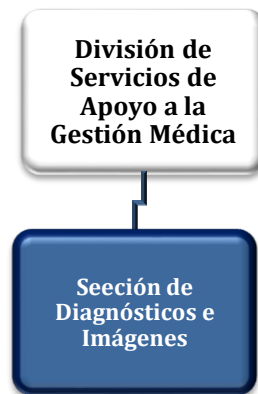 División de
Servicios de
Apoyo a la
Gestión Médica
Seeción de
Diagnósticos e
Imágenes